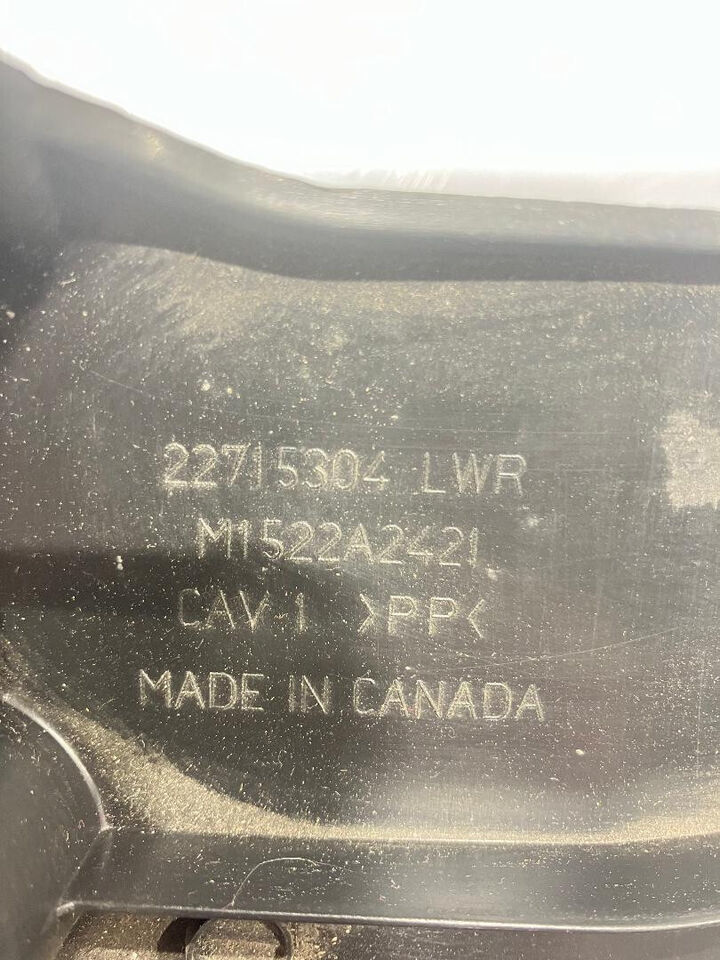 22715304 LWR
M1522A2421
CAV-1 >PP<
MADE IN CANADA